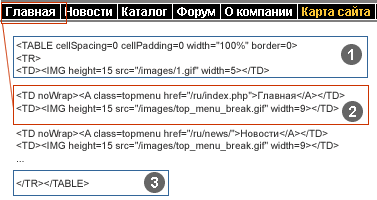 Главная Новости Каталог Форум О компании Карта сайта
<TABLE cellSpacing=0 cellPadding=0 width="100%" border=0>
<TR>
<TD><IMG height=15 src="/images/1.gif" width=5></TD>
1
<TD noWrap><A class=topmenu href="/ru/index.php">Главная</A></TD>
<TD><IMG height=15 src="/images/top_menu_break.gif" width=9></TD>
2
<TD noWrap><A class=topmenu href="/ru/news/">Новости</A></TD>
<TD><IMG height=15 src="/images/top_menu_break.gif" width=9></TD>
...
</TR></TABLE>
3